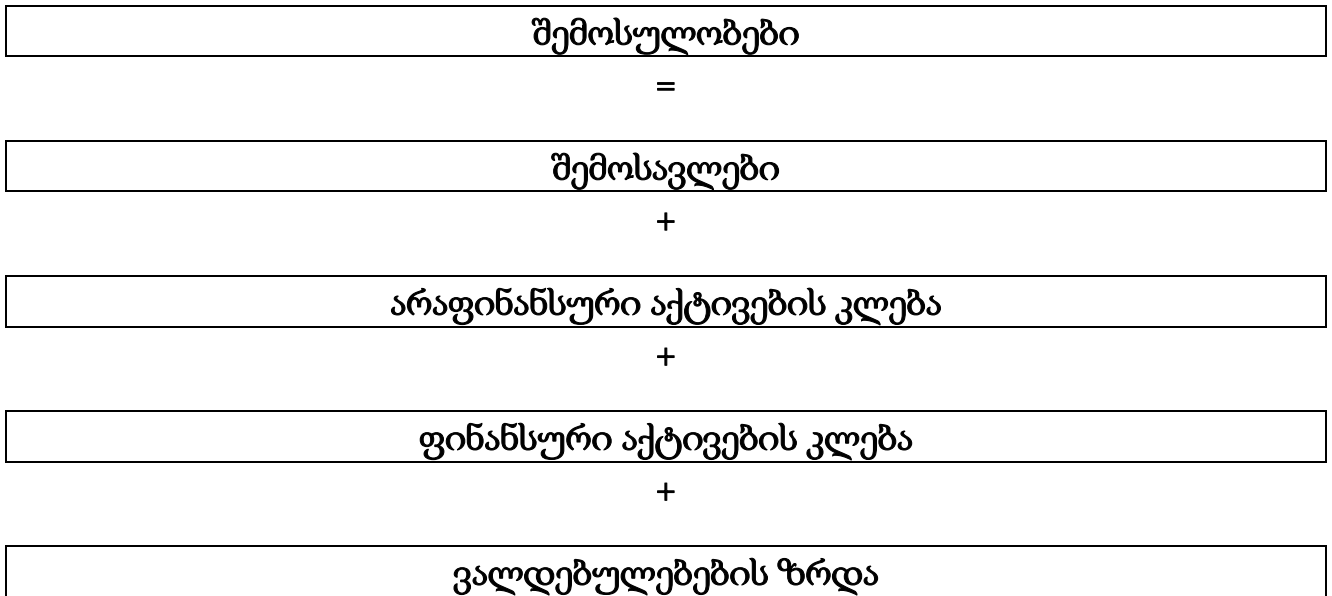 შემოსულობები
=
შემოსავლები
+
არაფინანსური აქტივების კლება
+
ფინანსური აქტივების კლება
+
ვალდებულებების ზრდა